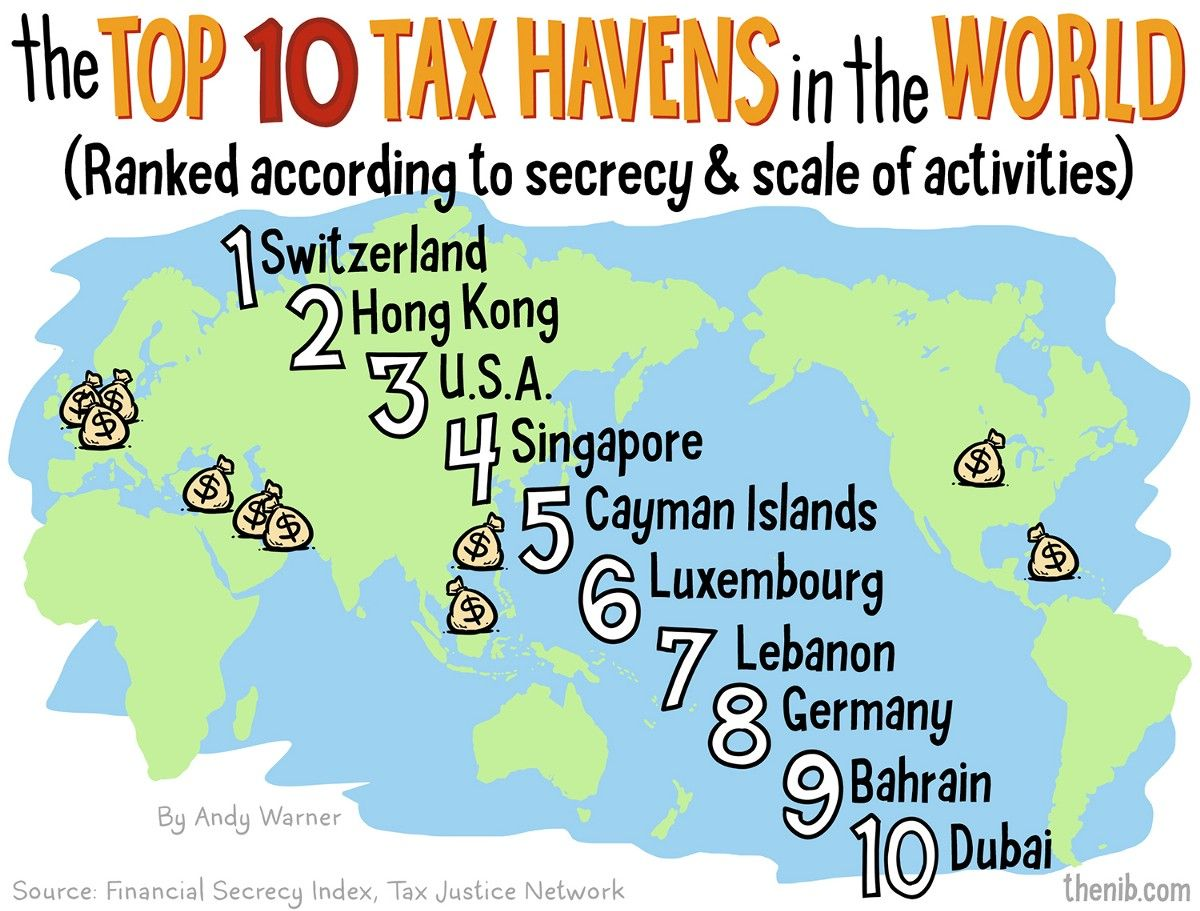 the TOP 10 TAX HAVENS in the WORLD
(Ranked according to secrecy & scale of activities)
1 Switzerland
2 Hong Kong
3 U.S.A.
4 Singapore
5 Cayman Islands
6 Luxembourg
7 Lebanon
8 Germany
9 Bahrain
10 Dubai
$
$
$
$
$
$
$
$
$
$
By Andy Warner
Source: Financial Secrecy Index, Tax Justice Network
thenib.com